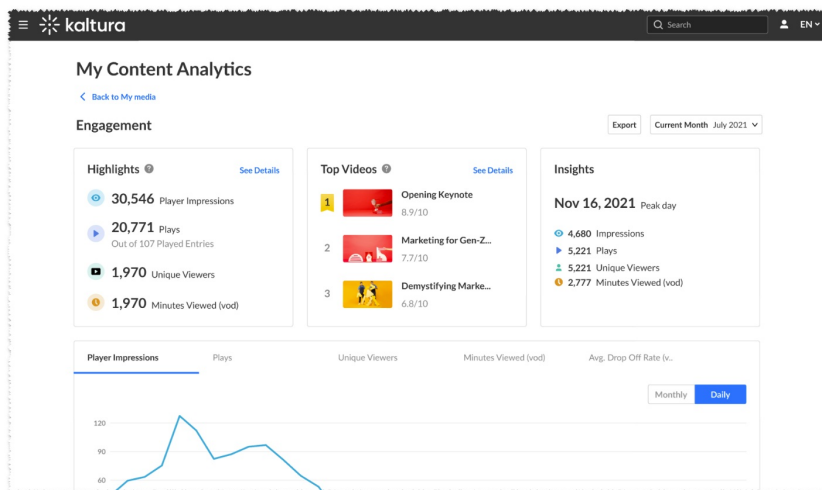 kaltura
Search
EN
My Content Analytics
Back to My media
Engagement
Export
Current Month July 2021
Highlights
See Details
30,546 Player Impressions
20,771 Plays
Out of 107 Played Entries
1,970 Unique Viewers
1,970 Minutes Viewed (vod)
Top Videos
See Details
1
Opening Keynote
8.9/10
2
Marketing for Gen-Z...
7.7/10
3
Demystifying Marke...
6.8/10
Insights
Nov 16, 2021 Peak day
4,680 Impressions
5,221 Plays
5,221 Unique Viewers
2,777 Minutes Viewed (vod)
Player Impressions
Plays
Unique Viewers
Minutes Viewed (vod)
Avg. Drop Off Rate (v..
Monthly
Daily
120
90
60